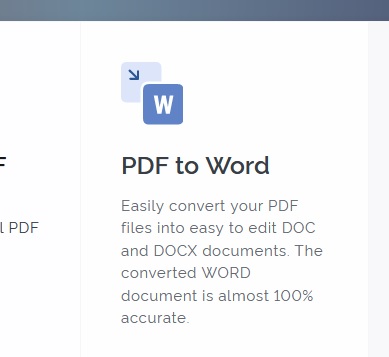 W
PDF to Word
l PDF
Easily convert your PDF
files into easy to edit DOC
and DOCX documents. The
converted WORD
document is almost 100%
accurate.